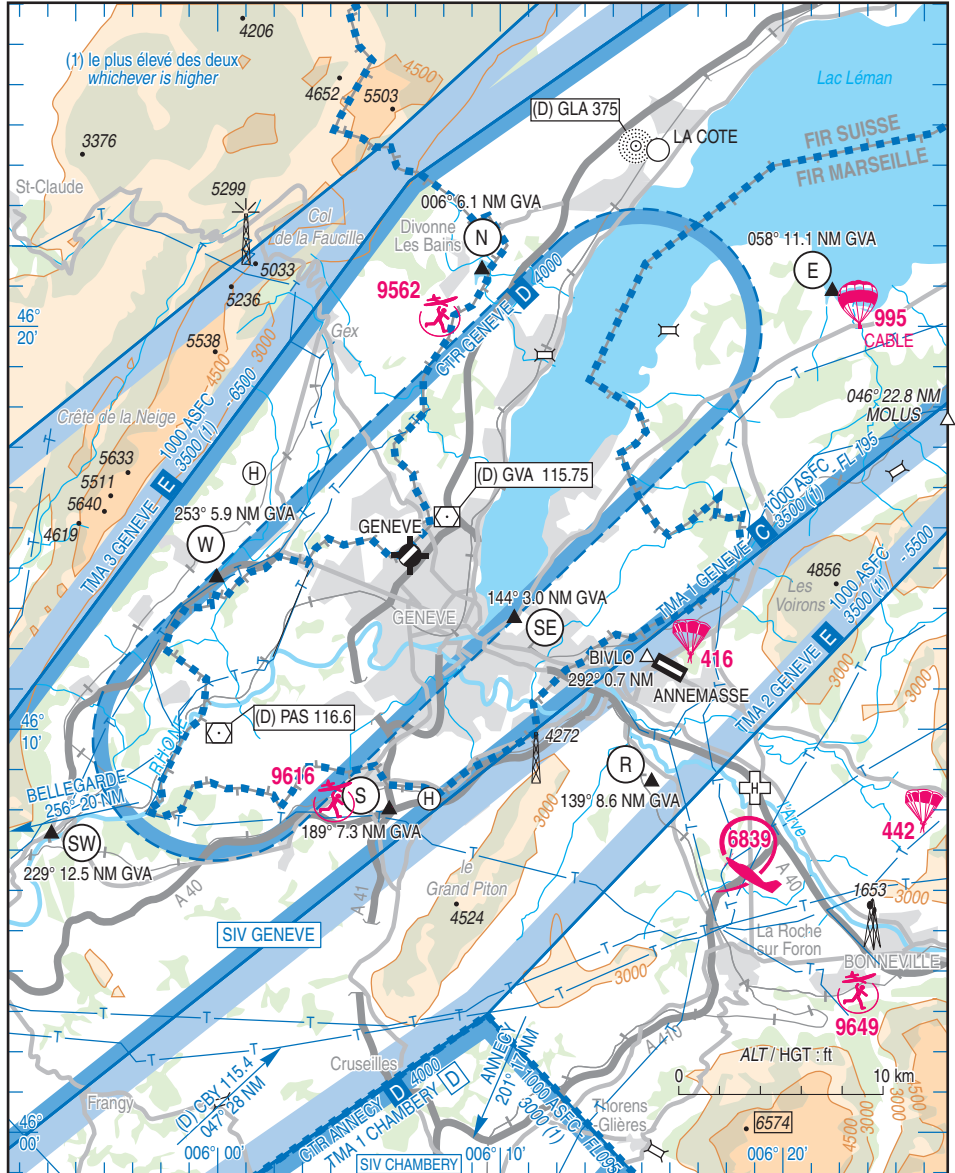 4206
(1) le plus élevé des deux
whichever is higher
4500
4652
5503
Lac Léman
(D) GLA 375
LA COTE
FIR SUISSE
FIR MARSEILLE
3376
St-Claude
5299
Col
de la Faucille
006° 6.1 NM GVA
Divonne
Les Bains
N
058° 11.1 NM GVA
E
5033
5236
9562
CTR GENEVE D 4000
995
CABLE
46°
20'
Gex
5538
4500
3000
Crête de la Neige
046° 22.8 NM
MOLUS
5633
5511
5640
4619
TMA 3 GENEVE E 1000 ASFC - 6500
3500 (1)
H
(D) GVA 115.75
253° 5.9 NM GVA
W
GENEVE
TMA 1 GENEVE C 1000 ASFC - FL 195
3500 (1)
4856
Les
Voirons
144° 3.0 NM GVA
SE
GENEVE
BIVLO
292° 0.7 NM
416
ANNEMASSE
TMA 2 GENEVE E 1000 ASFC - 5500
3500 (1)
3000
3000
46°
10'
RHONE
(D) PAS 116.6
4272
BELLEGARDE
256° 20 NM
9616
S
H
189° 7.3 NM GVA
R
139° 8.6 NM GVA
H
l'Arve
442
SW
229° 12.5 NM GVA
6839
A 40
A 40
A 41
le
Grand Piton
4524
1653
3000
SIV GENEVE
La Roche
sur Foron
BONNEVILLE
3000
9649
A 410
ALT / HGT : ft
0
10 km
(D) CBY 115.4
047° 28 NM
Cruseilles
ANNECY
201° 17 NM
1000 ASFC - FL095
3000 (1)
CTR ANNECY D 4000
TMA 1 CHAMBERY D
Frangy
Thorens
-Glières
6574
46°
00'
006° 00'
SIV CHAMBERY
006° 10'
006° 20'
3000
4500